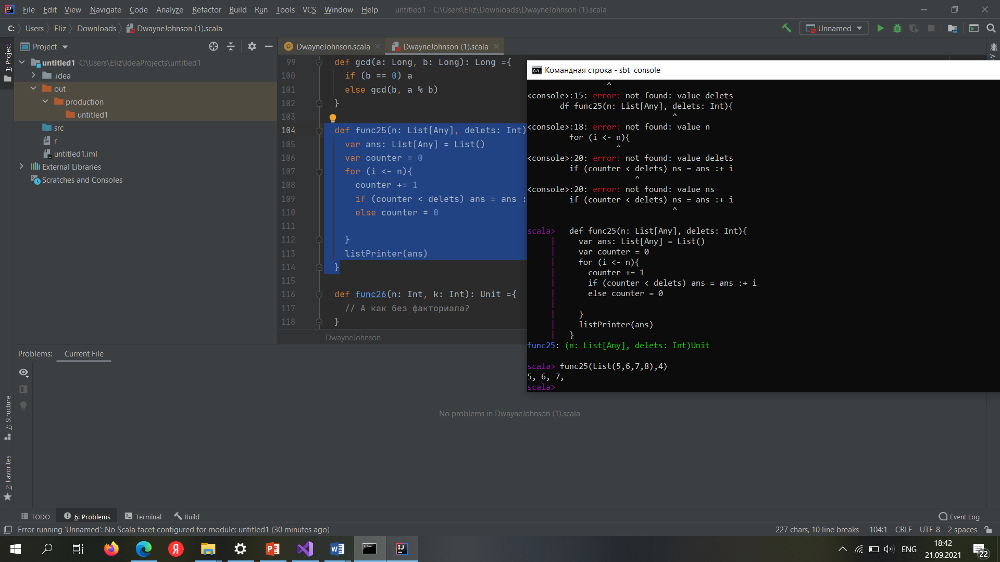 File Edit View Navigate Code Analyze Refactor Build Run Tools VCS Window Help untitled1 - C:\Users\Eliz\Downloads\DwayneJohnson (1).scala
C: Users Eliz Downloads DwayneJohnson (1).scala Unnamed
1: Project
Project
DwayneJohnson.scala
DwayneJohnson (1).scala
untitled1 C:\Users\Eliz\IdeaProjects\untitled1
.idea
out
production
untitled1
src
r
untitled1.iml
External Libraries
Scratches and Consoles
99 def gcd(a: Long, b: Long): Long ={
100 if (b == 0) a
101 else gcd(b, a % b)
102 }
103
104 def func25(n: List[Any], delets: Int)
105 var ans: List[Any] = List()
106 var counter = 0
107 for (i <- n){
108 counter += 1
109 if (counter < delets) ans = ans :
110 else counter = 0
111
112 }
113 listPrinter(ans)
114 }
115
116 def func26(n: Int, k: Int): Unit ={
117 // А как без факториала?
118 }
DwayneJohnson
Командная строка - sbt console
^
<console>:15: error: not found: value delets
df func25(n: List[Any], delets: Int){
^
<console>:18: error: not found: value n
for (i <- n){
^
<console>:20: error: not found: value delets
if (counter < delets) ns = ans :+ i
^
<console>:20: error: not found: value ns
if (counter < delets) ns = ans :+ i
^
scala> def func25(n: List[Any], delets: Int){
| var ans: List[Any] = List()
| var counter = 0
| for (i <- n){
| counter += 1
| if (counter < delets) ans = ans :+ i
| else counter = 0
|
| }
| listPrinter(ans)
| }
func25: (n: List[Any], delets: Int)Unit
scala> func25(List(5,6,7,8),4)
5, 6, 7,
scala>
Problems: Current File
No problems in DwayneJohnson (1).scala
7: Structure
2: Favorites
TODO 6: Problems Terminal Build Event Log
Error running 'Unnamed': No Scala facet configured for module: untitled1 (30 minutes ago) 227 chars, 10 line breaks 104:1 CRLF UTF-8 2 spaces
ENG
18:42
21.09.2021
22